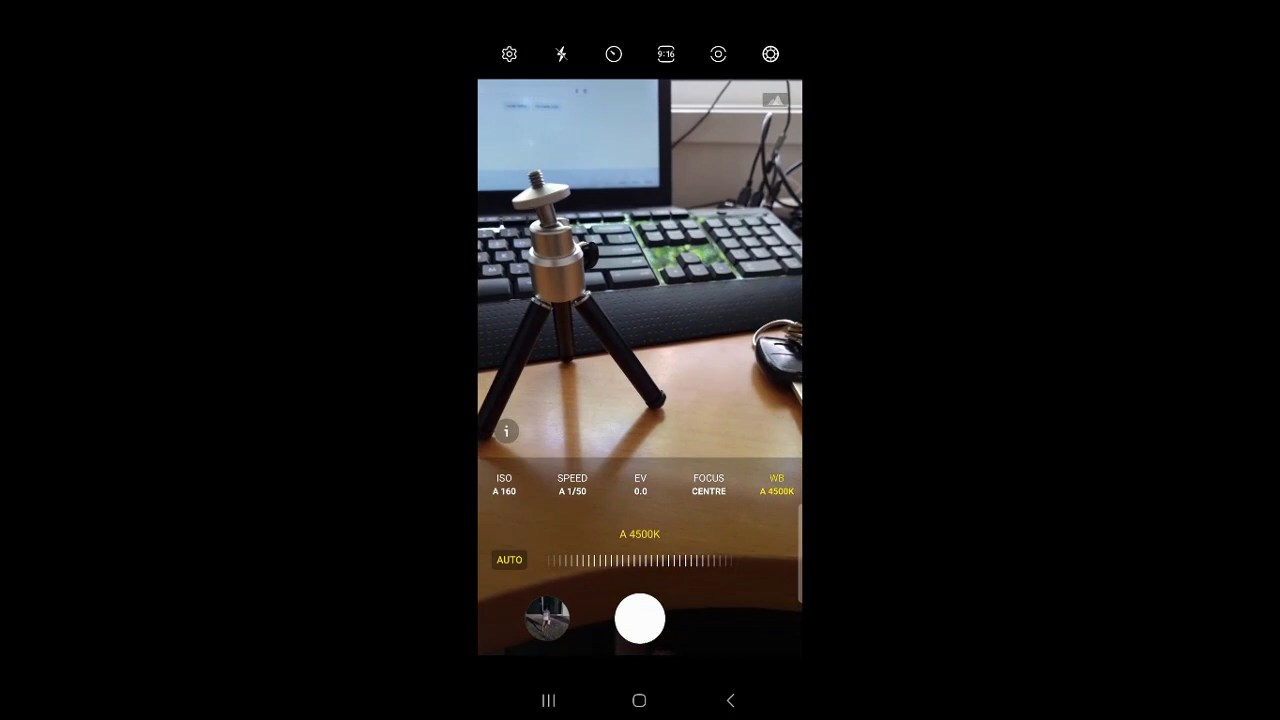 9:16
ISO SPEED EV FOCUS WB
A 160 A 1/50 0.0 CENTRE A 4500K
A 4500K
AUTO